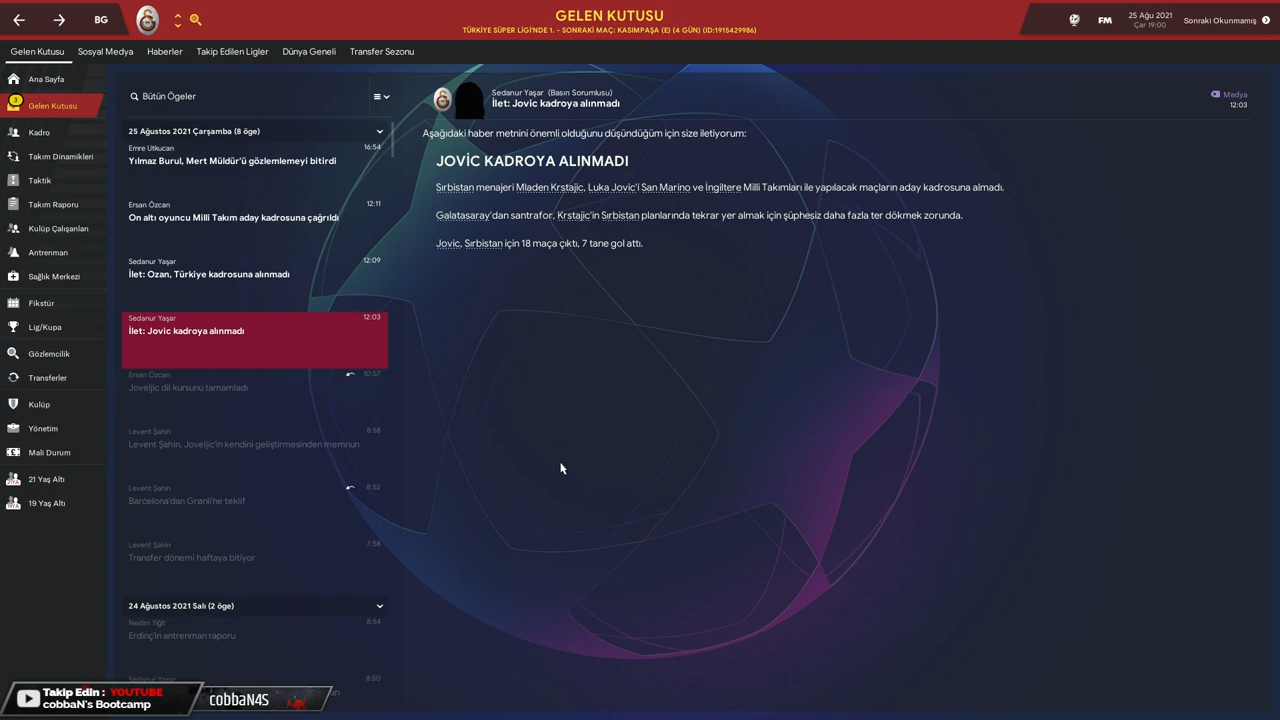 BG
GELEN KUTUSU
TÜRKİYE SÜPER LİGİ'NDE 1. - SONRAKİ MAÇ: KASIMPAŞA (E) (4 GÜN) (ID:1915429986)
FM
25 Ağu 2021
Çar 19:00
Sonraki Okunmamış
Gelen Kutusu
Sosyal Medya
Haberler
Takip Edilen Ligler
Dünya Geneli
Transfer Sezonu
Ana Sayfa
3
Gelen Kutusu
Kadro
Takım Dinamikleri
Taktik
Takım Raporu
Kulüp Çalışanları
Antrenman
Sağlık Merkezi
Fikstür
Lig/Kupa
Gözlemcilik
Transferler
Kulüp
Yönetim
Mali Durum
21 Yaş Altı
19 Yaş Altı
Bütün Ögeler
25 Ağustos 2021 Çarşamba (8 öge)
Emre Utkucan 16:54
Yılmaz Burul, Mert Müldür'ü gözlemlemeyi bitirdi
Ersan Özcan 12:11
On altı oyuncu Milli Takım aday kadrosuna çağrıldı
Sedanur Yaşar 12:09
İlet: Ozan, Türkiye kadrosuna alınmadı
Sedanur Yaşar 12:03
İlet: Jovic kadroya alınmadı
Ersan Özcan 10:57
Joveljic dil kursunu tamamladı
Levent Şahin 8:58
Levent Şahin, Joveljic'in kendini geliştirmesinden memnun
Levent Şahin 8:52
Barcelona'dan Grønli'ne teklif
Levent Şahin 7:58
Transfer dönemi haftaya bitiyor
24 Ağustos 2021 Salı (2 öge)
Nedim Yiğit 8:54
Erdinç'in antrenman raporu
8:50
Sedanur Yaşar (Basın Sorumlusu)
İlet: Jovic kadroya alınmadı
Medya
12:03
Aşağıdaki haber metnini önemli olduğunu düşündüğüm için size iletiyorum:
JOVİC KADROYA ALINMADI
Sırbistan menajeri Mladen Krstajic, Luka Jovic'i San Marino ve İngiltere Milli Takımları ile yapılacak maçların aday kadrosuna almadı.
Galatasaray'dan santrafor, Krstajic'in Sırbistan planlarında tekrar yer almak için şüphesiz daha fazla ter dökmek zorunda.
Jovic, Sırbistan için 18 maça çıktı, 7 tane gol attı.
Takip Edin : YOUTUBE
cobbaN's Bootcamp
cobbaN4S